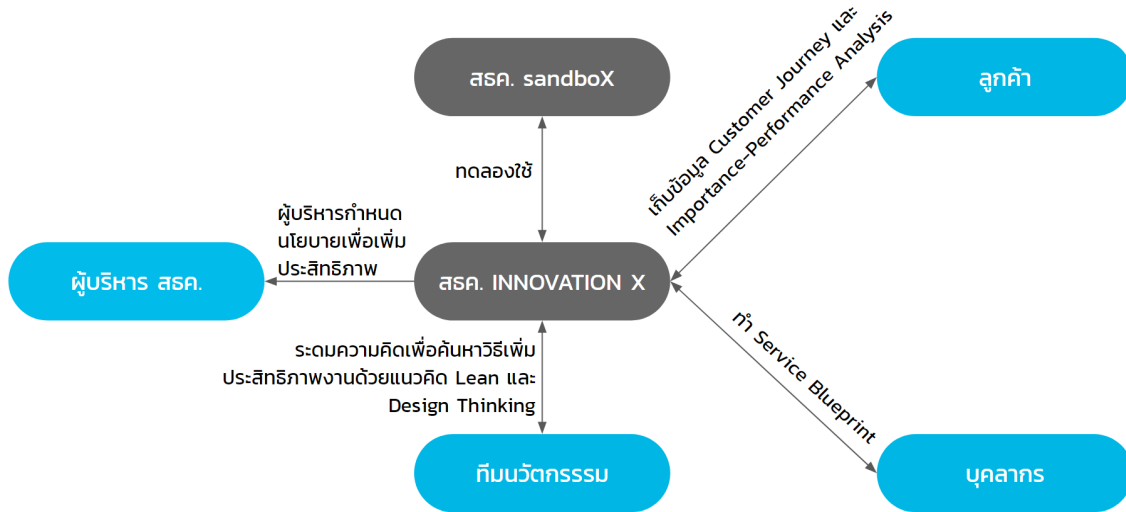 สธค. sandboX
เก็บข้อมูล Customer Journey และ
Importance-Performance Analysis
ลูกค้า
ทดลองใช้
ผู้บริหารกำหนด
นโยบายเพื่อเพิ่ม
ประสิทธิภาพ
ผู้บริหาร สธค.
สธค. INNOVATION X
ทำ Service Blueprint
ระดมความคิดเพื่อค้นหาวิธีเพิ่ม
ประสิทธิภาพงานด้วยแนวคิด Lean และ
Design Thinking
ทีมนวัตกรรรม
บุคลากร